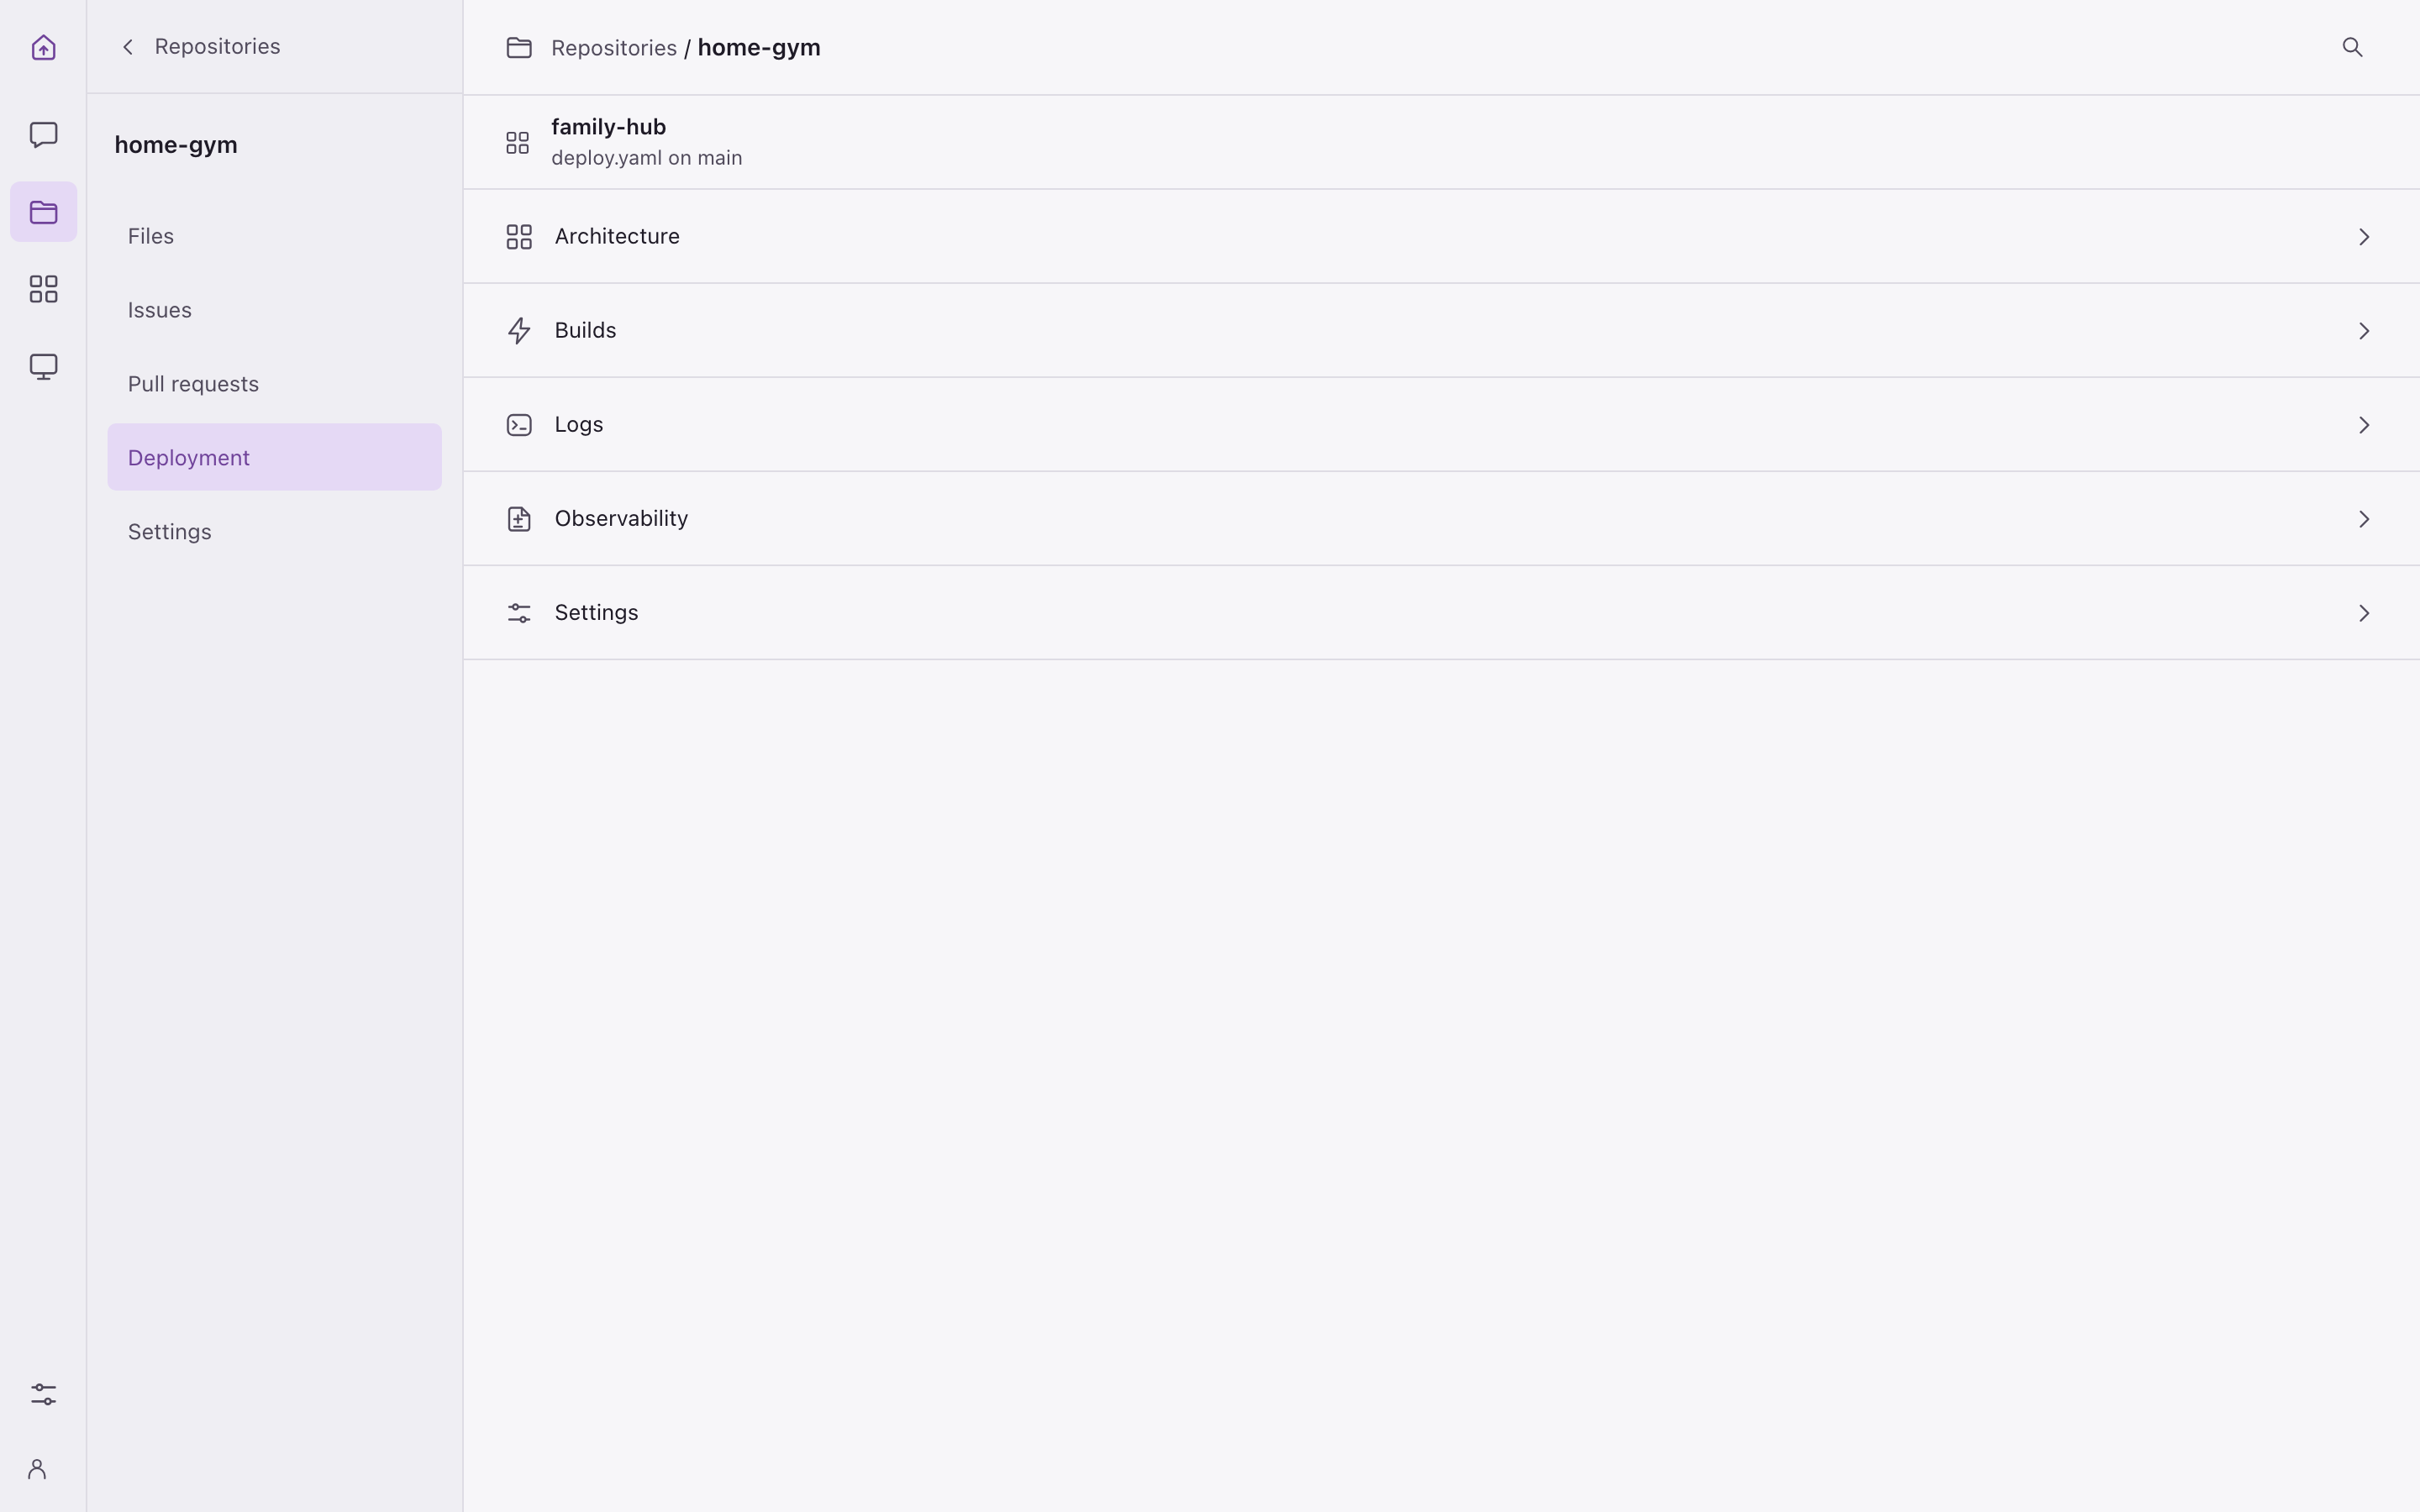 Repositories
home-gym
Files
Issues
Pull requests
Deployment
Settings
Repositories / home-gym
family-hub
deploy.yaml on main
Architecture
Builds
Logs
Observability
Settings